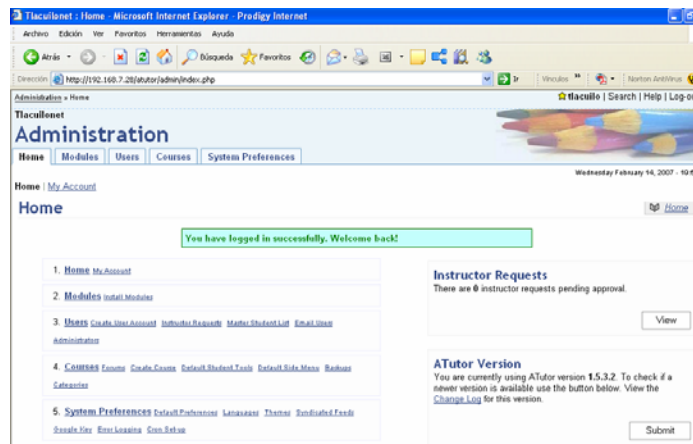 Tlacuilonet : Home - Microsoft Internet Explorer - Prodigy Internet
Archivo Edición Ver Favoritos Herramientas Ayuda
Atrás Búsqueda Favoritos
Dirección http://192.168.7.28/atutor/admin/index.php Ir Vínculos » Norton AntiVirus
Administration » Home tlacuilo | Search | Help | Log-o
Tlacuilonet
Administration
Home Modules Users Courses System Preferences
Wednesday February 14, 2007 -
Home | My Account
Home Home
You have logged in successfully. Welcome back!
1. Home My Account
2. Modules Install Modules
3. Users Create User Account Instructor Requests Master Student List Email Users
Administrators
4. Courses Forums Create Course Default Student Tools Default Side Menu Backups
Categories
5. System Preferences Default Preferences Languages Themes Syndicated Feeds
Google Key Error Logging Cron Set-up
Instructor Requests
There are 0 instructor requests pending approval.
View
ATutor Version
You are currently using ATutor version 1.5.3.2. To check if a
newer version is available use the button below. View the
Change Log for this version.
Submit